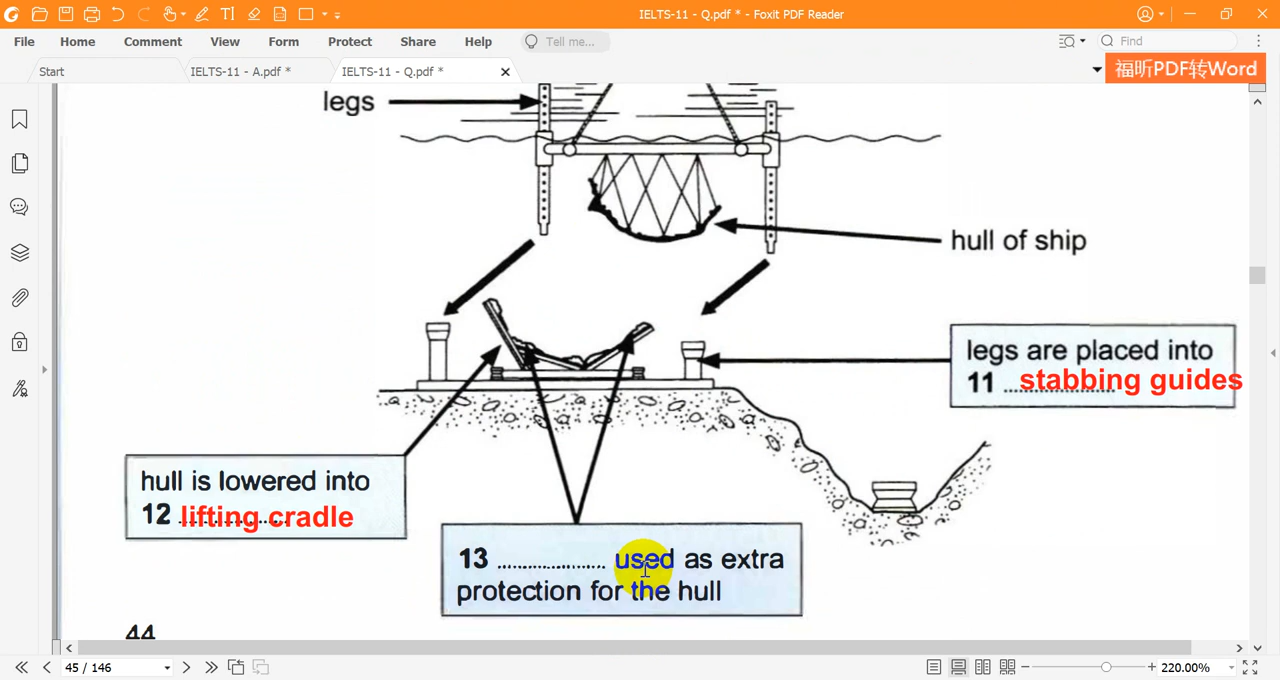 IELTS-11 - Q.pdf * - Foxit PDF Reader
File Home Comment View Form Protect Share Help Tell me... Find
Start IELTS-11 - A.pdf * IELTS-11 - Q.pdf * 福昕PDF转Word
legs
hull of ship
legs are placed into
11 stabbing guides
hull is lowered into
12 lifting cradle
13 .................... used as extra
protection for the hull
44
45 / 146 220.00%